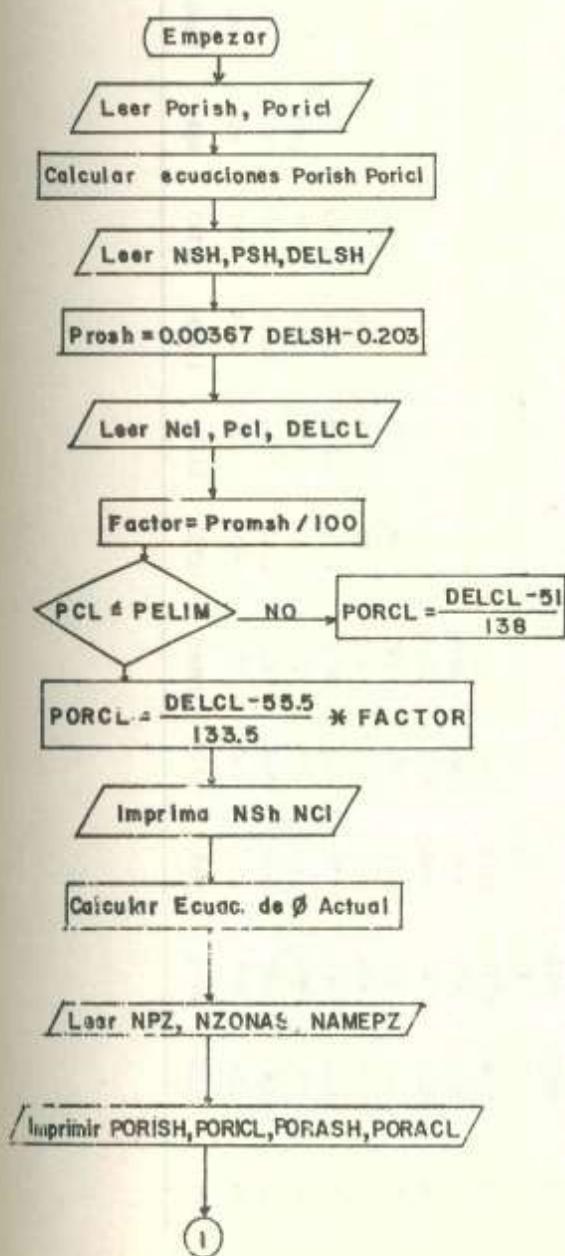 Empezar
Leer Porish, Poricl
Calcular ecuaciones Porish Poricl
Leer NSH,PSH,DELSH
Prosh = 0.00367 DELSH-0.203
Leer Ncl, Pcl, DELCL
Factor= Promsh /100
PCL ≤ PELIM
NO
PORCL = DELCL-51
138
PORCL = DELCL-55.5 * FACTOR
133.5
Imprima NSh NCl
Calcular Ecuac. de Ø Actual
Leer NPZ, NZONAS, NAMEPZ
Imprimir PORISH,PORICL,PORASH,PORACL
1